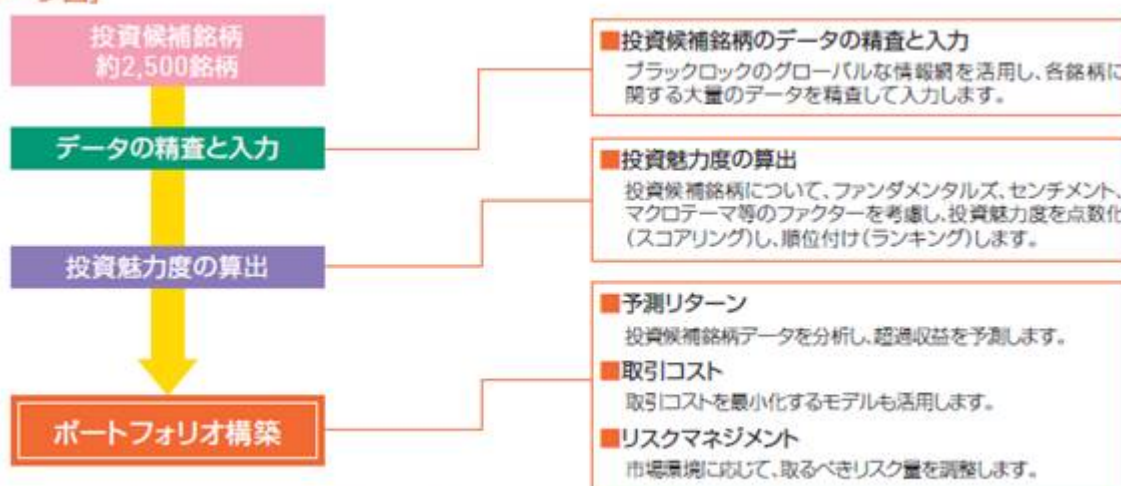 投資候補銘柄
約2,500銘柄
データの精査と入力
投資魅力度の算出
ポートフォリオ構築
■投資候補銘柄のデータの精査と入力
ブラックロックのグローバルな情報網を活用し、各銘柄に
関する大量のデータを精査して入力します。
■投資魅力度の算出
投資候補銘柄について、ファンダメンタルズ、センチメント、
マクロテーマ等のファクターを考慮し、投資魅力度を点数化
(スコアリング)し、順位付け(ランキング)します。
■予測リターン
投資候補銘柄データを分析し、超過収益を予測します。
■取引コスト
取引コストを最小化するモデルも活用します。
■リスクマネジメント
市場環境に応じて、取るべきリスク量を調整します。